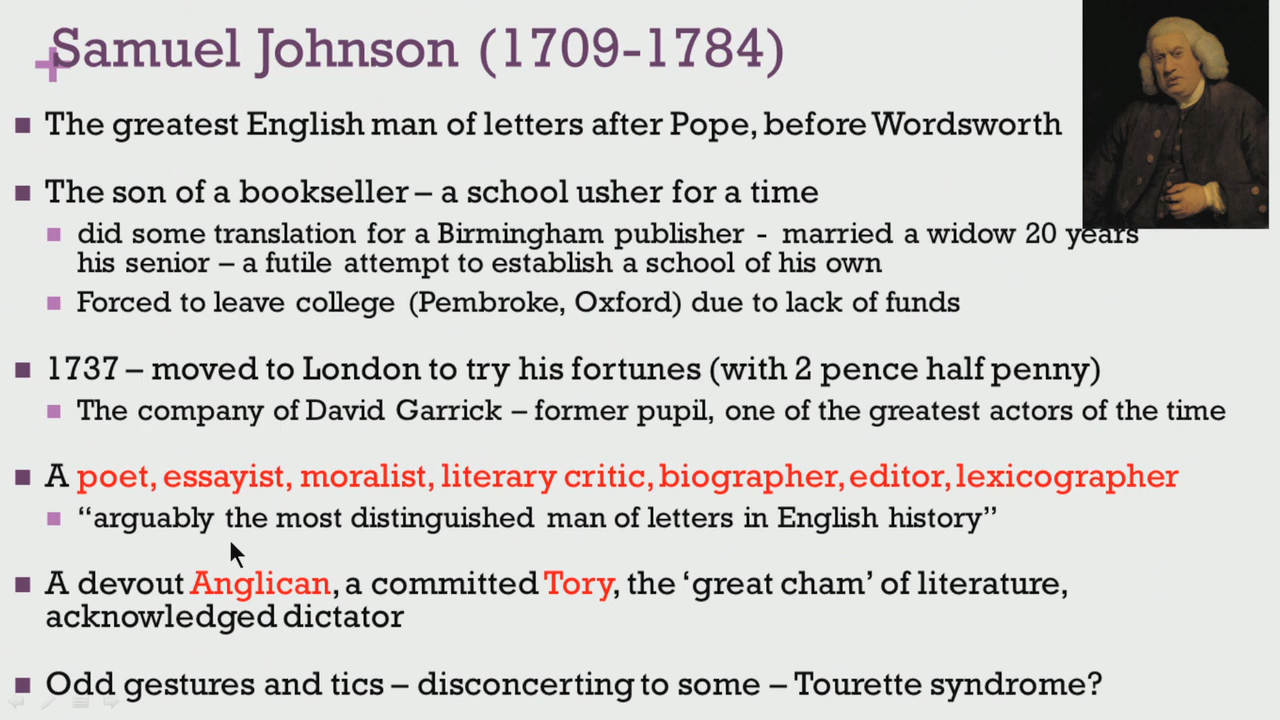 Samuel Johnson (1709-1784)
The greatest English man of letters after Pope, before Wordsworth
The son of a bookseller – a school usher for a time
did some translation for a Birmingham publisher - married a widow 20 years
his senior – a futile attempt to establish a school of his own
Forced to leave college (Pembroke, Oxford) due to lack of funds
1737 – moved to London to try his fortunes (with 2 pence half penny)
The company of David Garrick – former pupil, one of the greatest actors of the time
A poet, essayist, moralist, literary critic, biographer, editor, lexicographer
“arguably the most distinguished man of letters in English history”
A devout Anglican, a committed Tory, the ‘great cham’ of literature,
acknowledged dictator
Odd gestures and tics – disconcerting to some – Tourette syndrome?